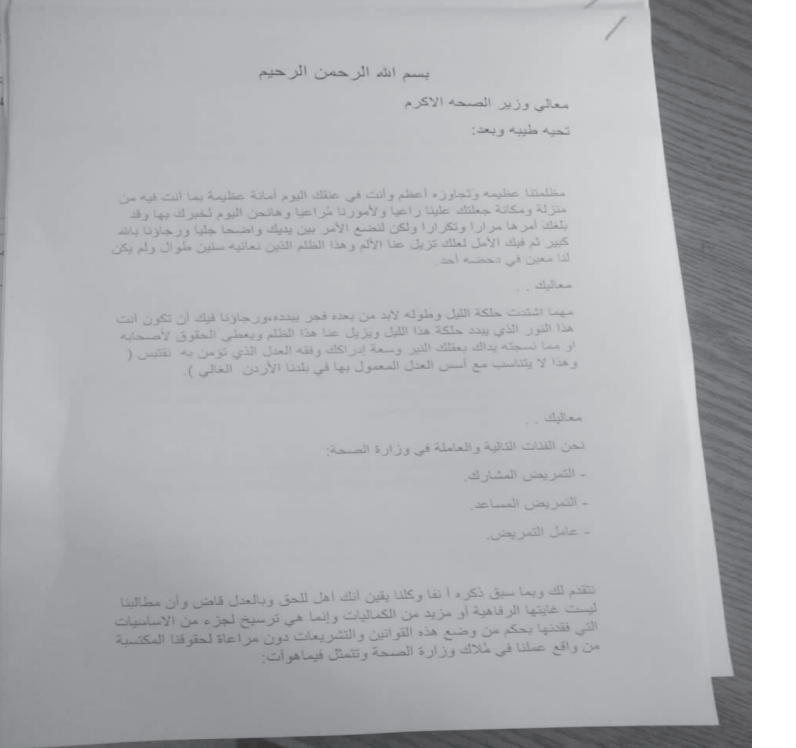 بسم الله الرحمن الرحيم
معالي وزير الصحه الاكرم
تحيه طيبه وبعد:
مظلمتنا عظيمه وتجاوزه أعظم وأنت في عنقك اليوم أمانة عظيمة بما أنت فيه من
منزلة ومكانة جعلتك علينا راعيا ولأمورنا مُراعيا وهانحن اليوم نخبرك بها وقد
بَلغكَ أمرها مرارا وتكرارا ولكن لنضع الأمر بين يديك واضحا جليا ورجاؤنا بالله
كبير ثم فيك الأمل لعلك تزيل عنا الألم وهذا الظلم الذين نعانيه سنين طوال ولم يكن
لنا معين في دحضه أحد.
معاليك . .
مهما اشتدت حلكة الليل وطوله لابد من بعده فجر يبدده،ورجاؤنا فيك أن تكون أنت
هذا النور الذي يبدد حلكة هذا الليل ويزيل عنا هذا الظلم ويعطي الحقوق لأصحابه
او مما نسجته يداك بعقلك النير وسعة إدراكك وفقه العدل الذي تؤمن به نقتبس (
وهذا لا يتناسب مع أسس العدل المعمول بها في بلدنا الأردن الغالي ).
معاليك . .
نحن الفئات التالية والعاملة في وزارة الصحة:
- التمريض المشارك.
- التمريض المساعد.
- عامل التمريض.
نتقدم لك وبما سبق ذكره أ نفا وكلنا يقين أنك أهل للحق وبالعدل قاض وأن مطالبنا
ليست غايتها الرفاهية أو مزيد من الكماليات وإنما هي ترسيخ لجزء من الاساسيات
التي فقدنها بحكم من وضع هذه القوانين والتشريعات دون مراعاة لحقوقنا المكتسبة
من واقع عملنا في مُلاك وزارة الصحة وتتمثل فيماهوآت: